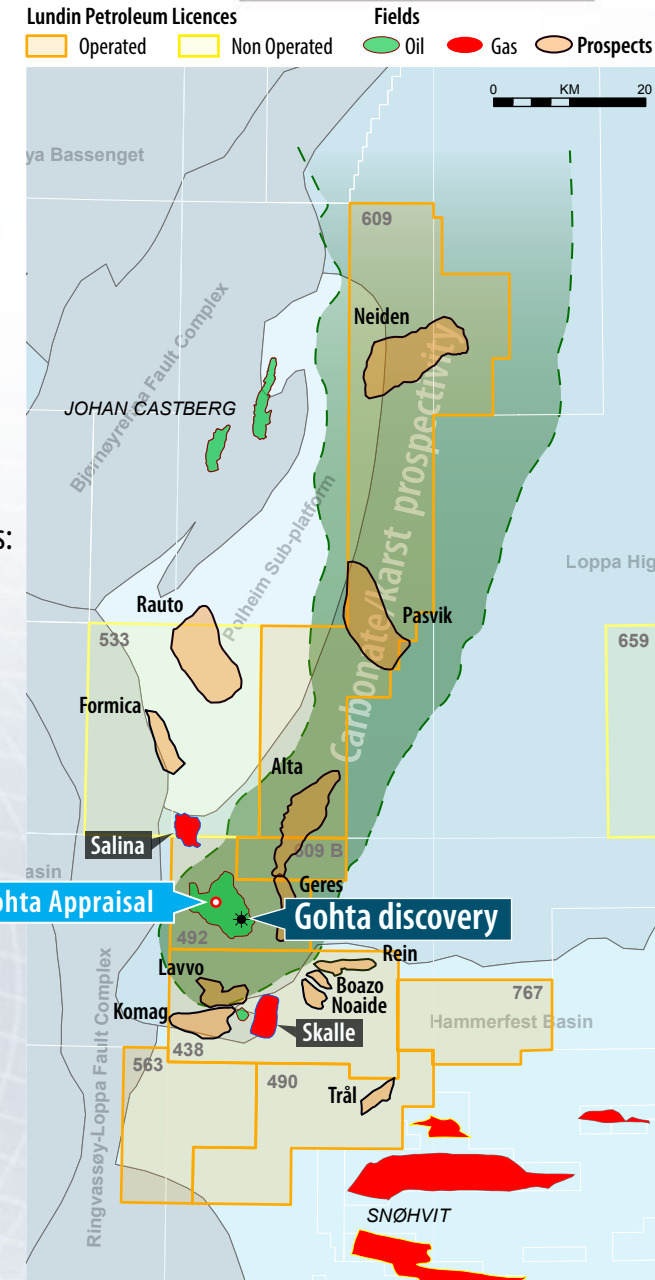 Lundin Petroleum Licences
Fields
Operated
Non Operated
Oil
Gas
Prospects
0 KM 20
ya Bassenget
609
Neiden
Bjørnøyrenna Fault Complex
JOHAN CASTBERG
Carbonate/karst prospectivity
Polheim Sub-platform
s:
Loppa Hig
Rauto
Pasvik
533
659
Formica
Alta
Salina
609 B
asin
Geres
ohta Appraisal
Gohta discovery
492
Rein
Lavvo
Boazo
Noaide
767
Komag
Hammerfest Basin
Skalle
438
563
490
Trål
Ringvassøy-Loppa Fault Complex
SNØHVIT